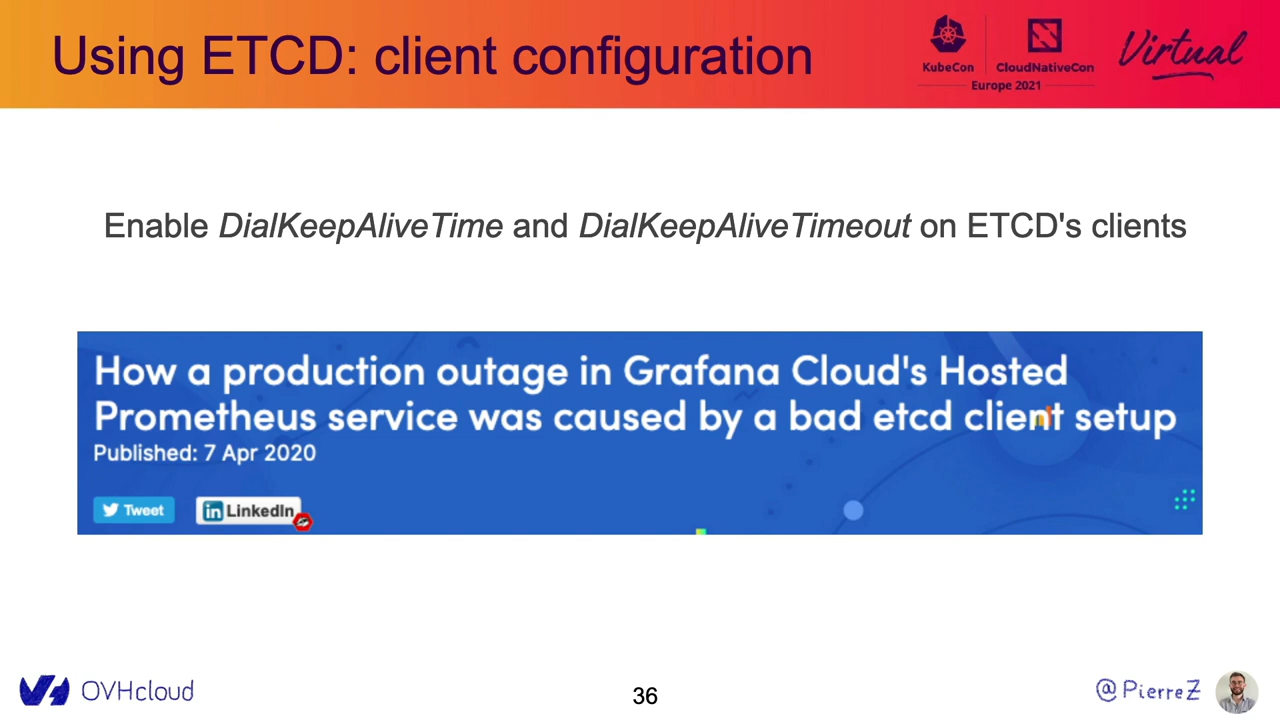 Using ETCD: client configuration
KubeCon
CloudNativeCon
Europe 2021
Virtual
Enable DialKeepAliveTime and DialKeepAliveTimeout on ETCD's clients
How a production outage in Grafana Cloud's Hosted
Prometheus service was caused by a bad etcd client setup
Published: 7 Apr 2020
Tweet
in LinkedIn
OVHcloud
36
@PierreZ